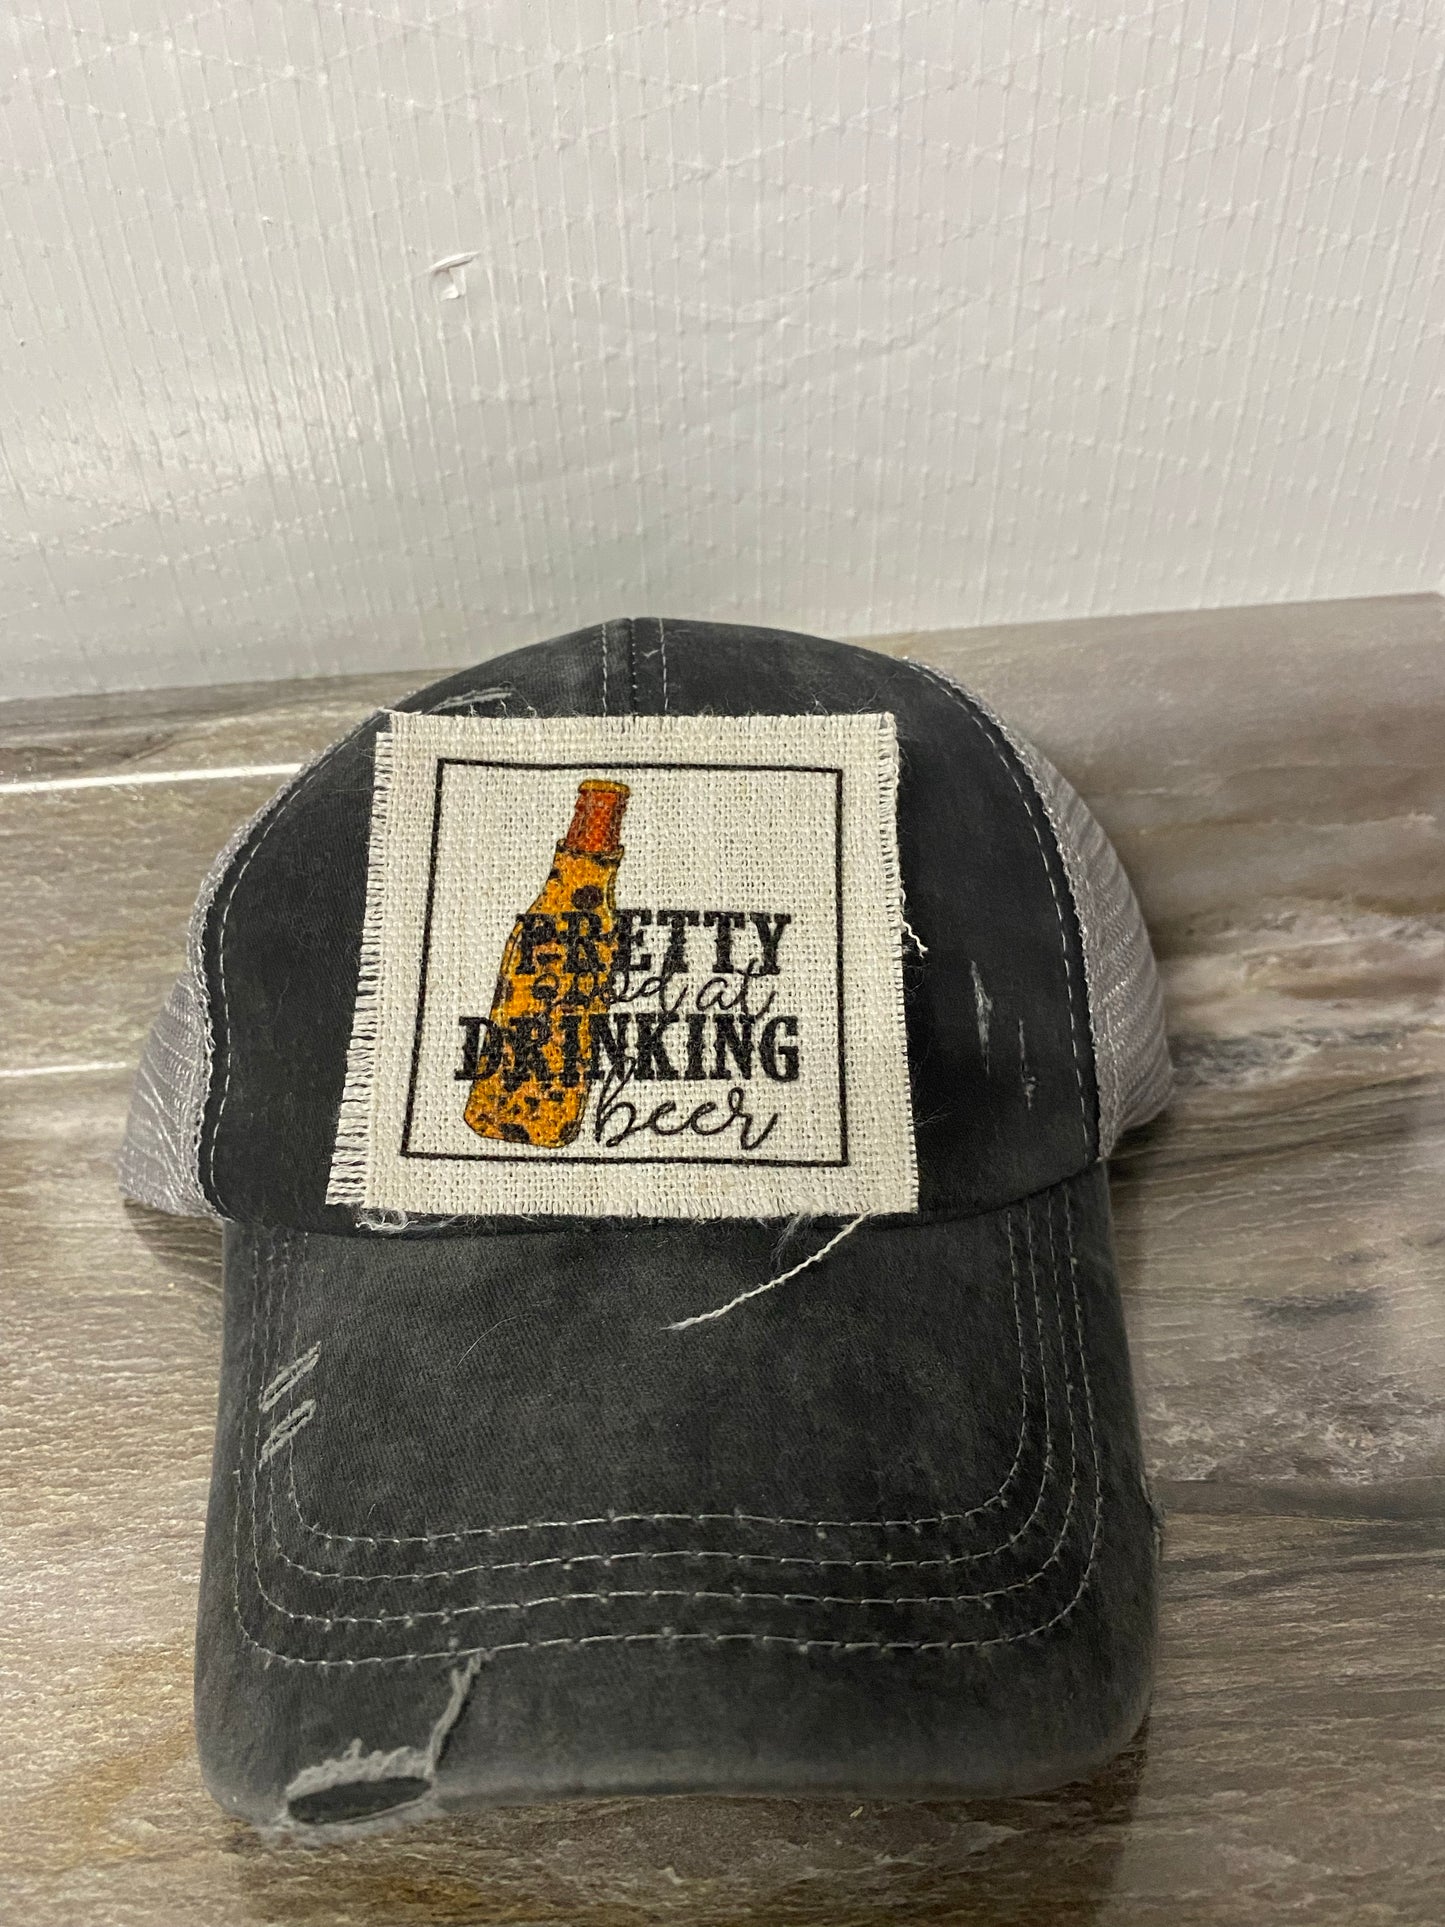 PRETTY
good at
DRINKING
beer